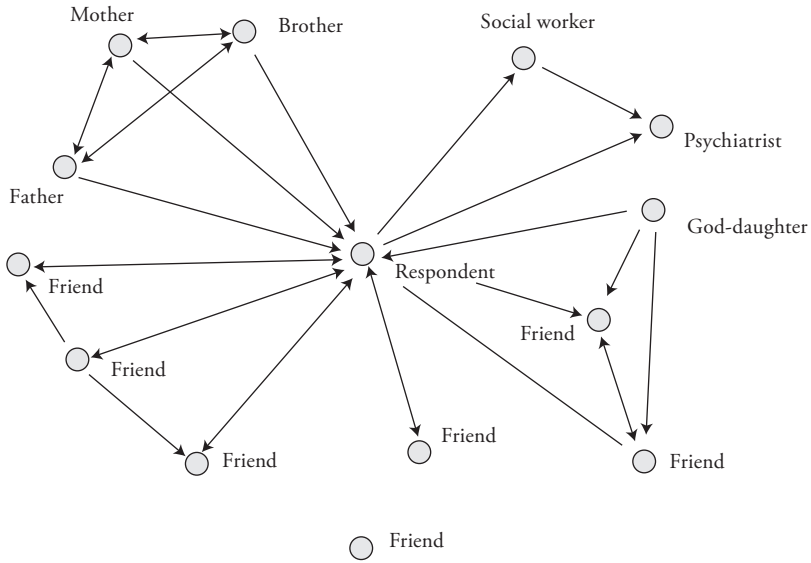 Mother
Brother
Social worker
Psychiatrist
Father
God-daughter
Respondent
Friend
Friend
Friend
Friend
Friend
Friend
Friend